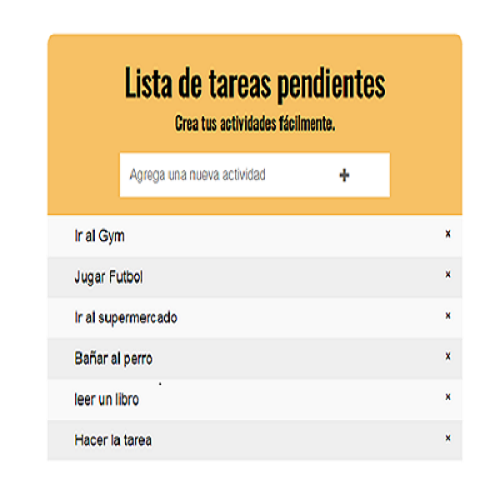 Lista de tareas pendientes
Crea tus actividades fácilmente.
Agrega una nueva actividad +
Ir al Gym ×
Jugar Futbol ×
Ir al supermercado ×
Bañar al perro ×
leer un libro ×
Hacer la tarea ×